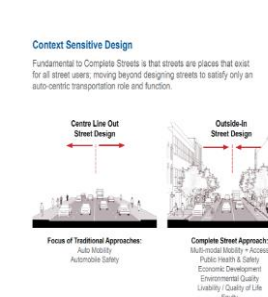 Context Sensitive Design
Fundamental to Complete Streets is that streets are places that exist
for all street users; moving beyond designing streets to satisfy only an
auto-centric transportation role and function.
Centre Line Out
Street Design
Outside-In
Street Design
Focus of Traditional Approaches:
Auto Mobility
Automobile Safety
Complete Street Approach:
Multi-modal Mobility + Access
Public Health & Safety
Economic Development
Environmental Quality
Livability / Quality of Life
Equity